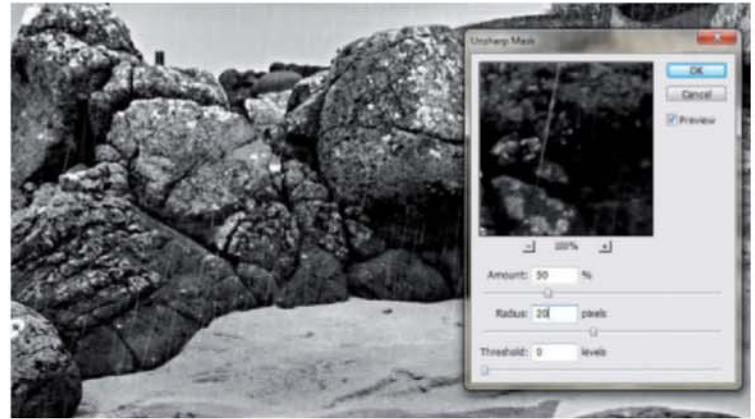 Unsharp Mask
OK
Cancel
Preview
- 100% +
Amount: 50 %
Radius: 20 pixels
Threshold: 0 levels